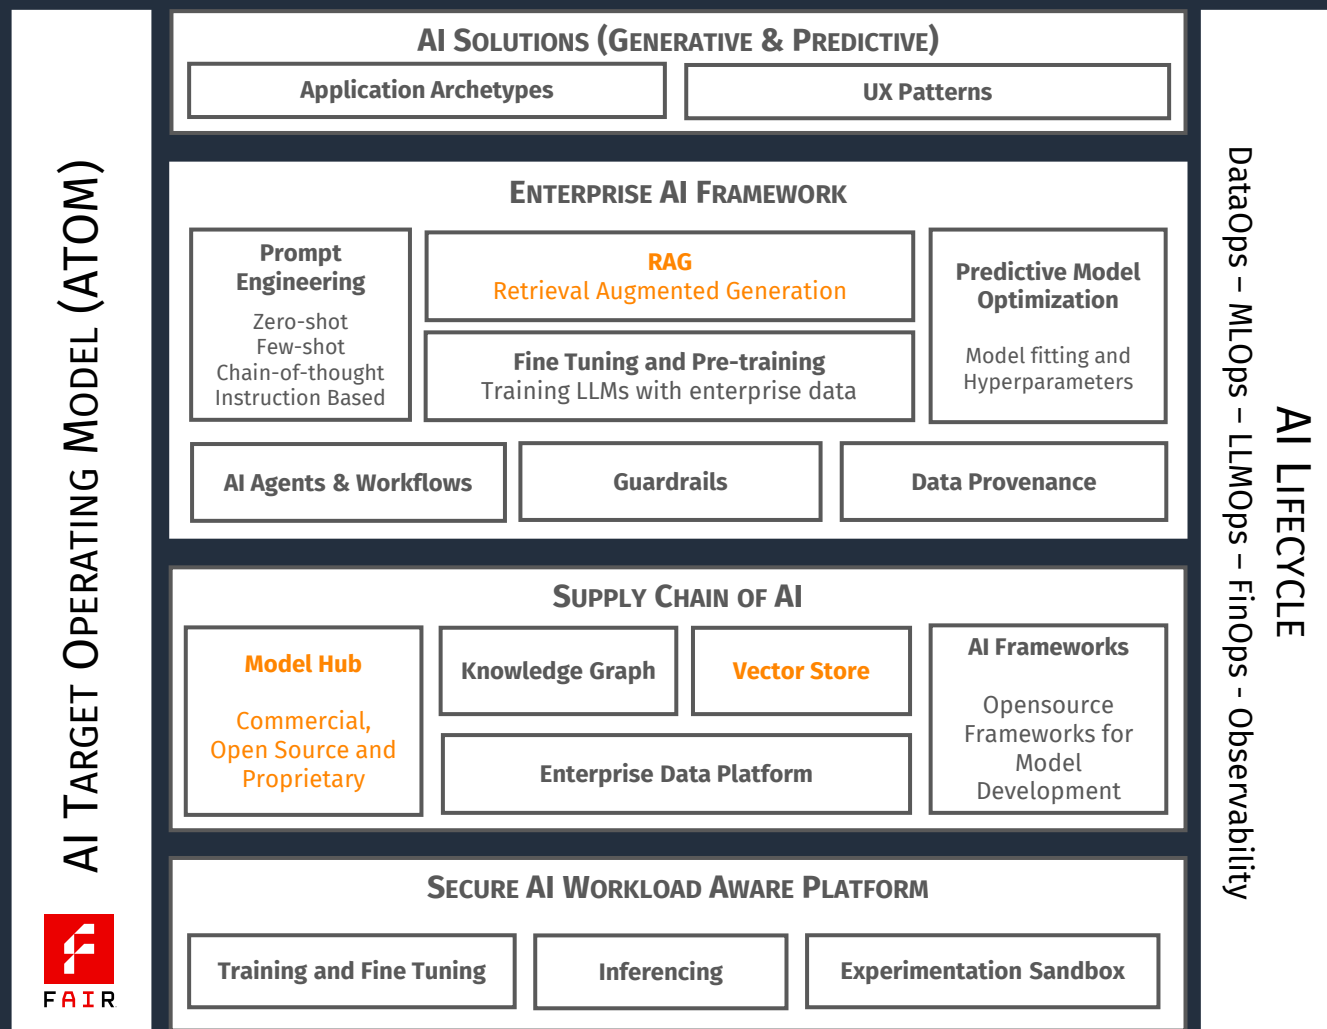 AI Solutions (Generative & Predictive)
Application Archetypes
UX Patterns
AI Target Operating Model (ATOM)
Enterprise AI Framework
Prompt
Engineering
Zero-shot
Few-shot
Chain-of-thought
Instruction Based
RAG
Retrieval Augmented Generation
Fine Tuning and Pre-training
Training LLMs with enterprise data
Predictive Model
Optimization
Model fitting and
Hyperparameters
AI Agents & Workflows
Guardrails
Data Provenance
Supply Chain of AI
Model Hub
Commercial,
Open Source and
Proprietary
Knowledge Graph
Vector Store
Enterprise Data Platform
AI Frameworks
Opensource
Frameworks for
Model
Development
Secure AI Workload Aware Platform
Training and Fine Tuning
Inferencing
Experimentation Sandbox
AI Lifecycle
DataOps – MLOps – LLMOps – FinOps - Observability
FAIR